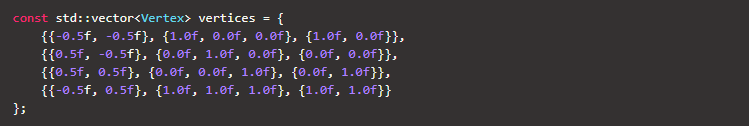 const std::vector<Vertex> vertices = {
    {{-0.5f, -0.5f}, {1.0f, 0.0f, 0.0f}, {1.0f, 0.0f}},
    {{0.5f, -0.5f}, {0.0f, 1.0f, 0.0f}, {0.0f, 0.0f}},
    {{0.5f, 0.5f}, {0.0f, 0.0f, 1.0f}, {0.0f, 1.0f}},
    {{-0.5f, 0.5f}, {1.0f, 1.0f, 1.0f}, {1.0f, 1.0f}}
};